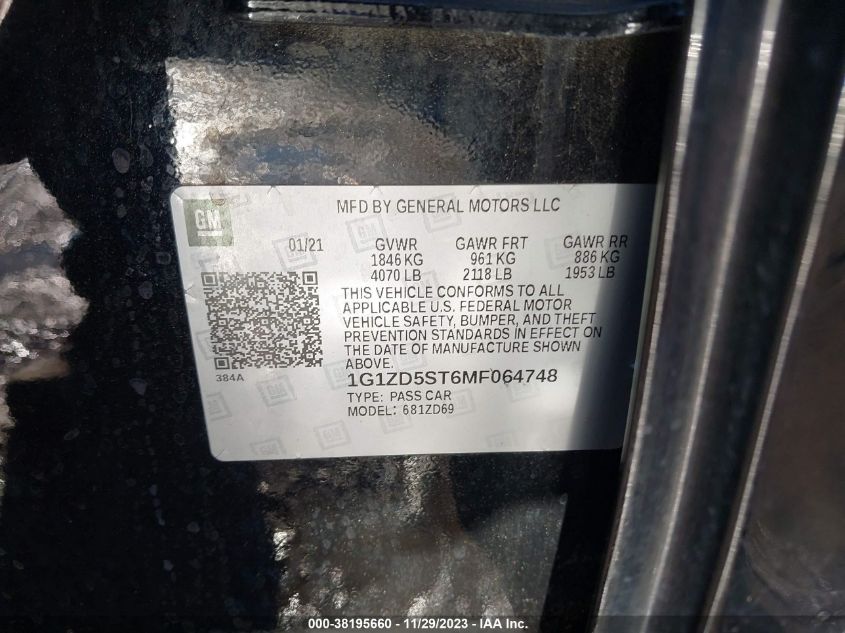 GM
MFD BY GENERAL MOTORS LLC
01/21 GVWR GAWR FRT GAWR RR
1846 KG 961 KG 886 KG
4070 LB 2118 LB 1953 LB
THIS VEHICLE CONFORMS TO ALL
APPLICABLE U.S. FEDERAL MOTOR
VEHICLE SAFETY, BUMPER, AND THEFT
PREVENTION STANDARDS IN EFFECT ON
THE DATE OF MANUFACTURE SHOWN
ABOVE.
384A
1G1ZD5ST6MF064748
TYPE: PASS CAR
MODEL: 681ZD69
000-38195660 - 11/29/2023 - IAA Inc.